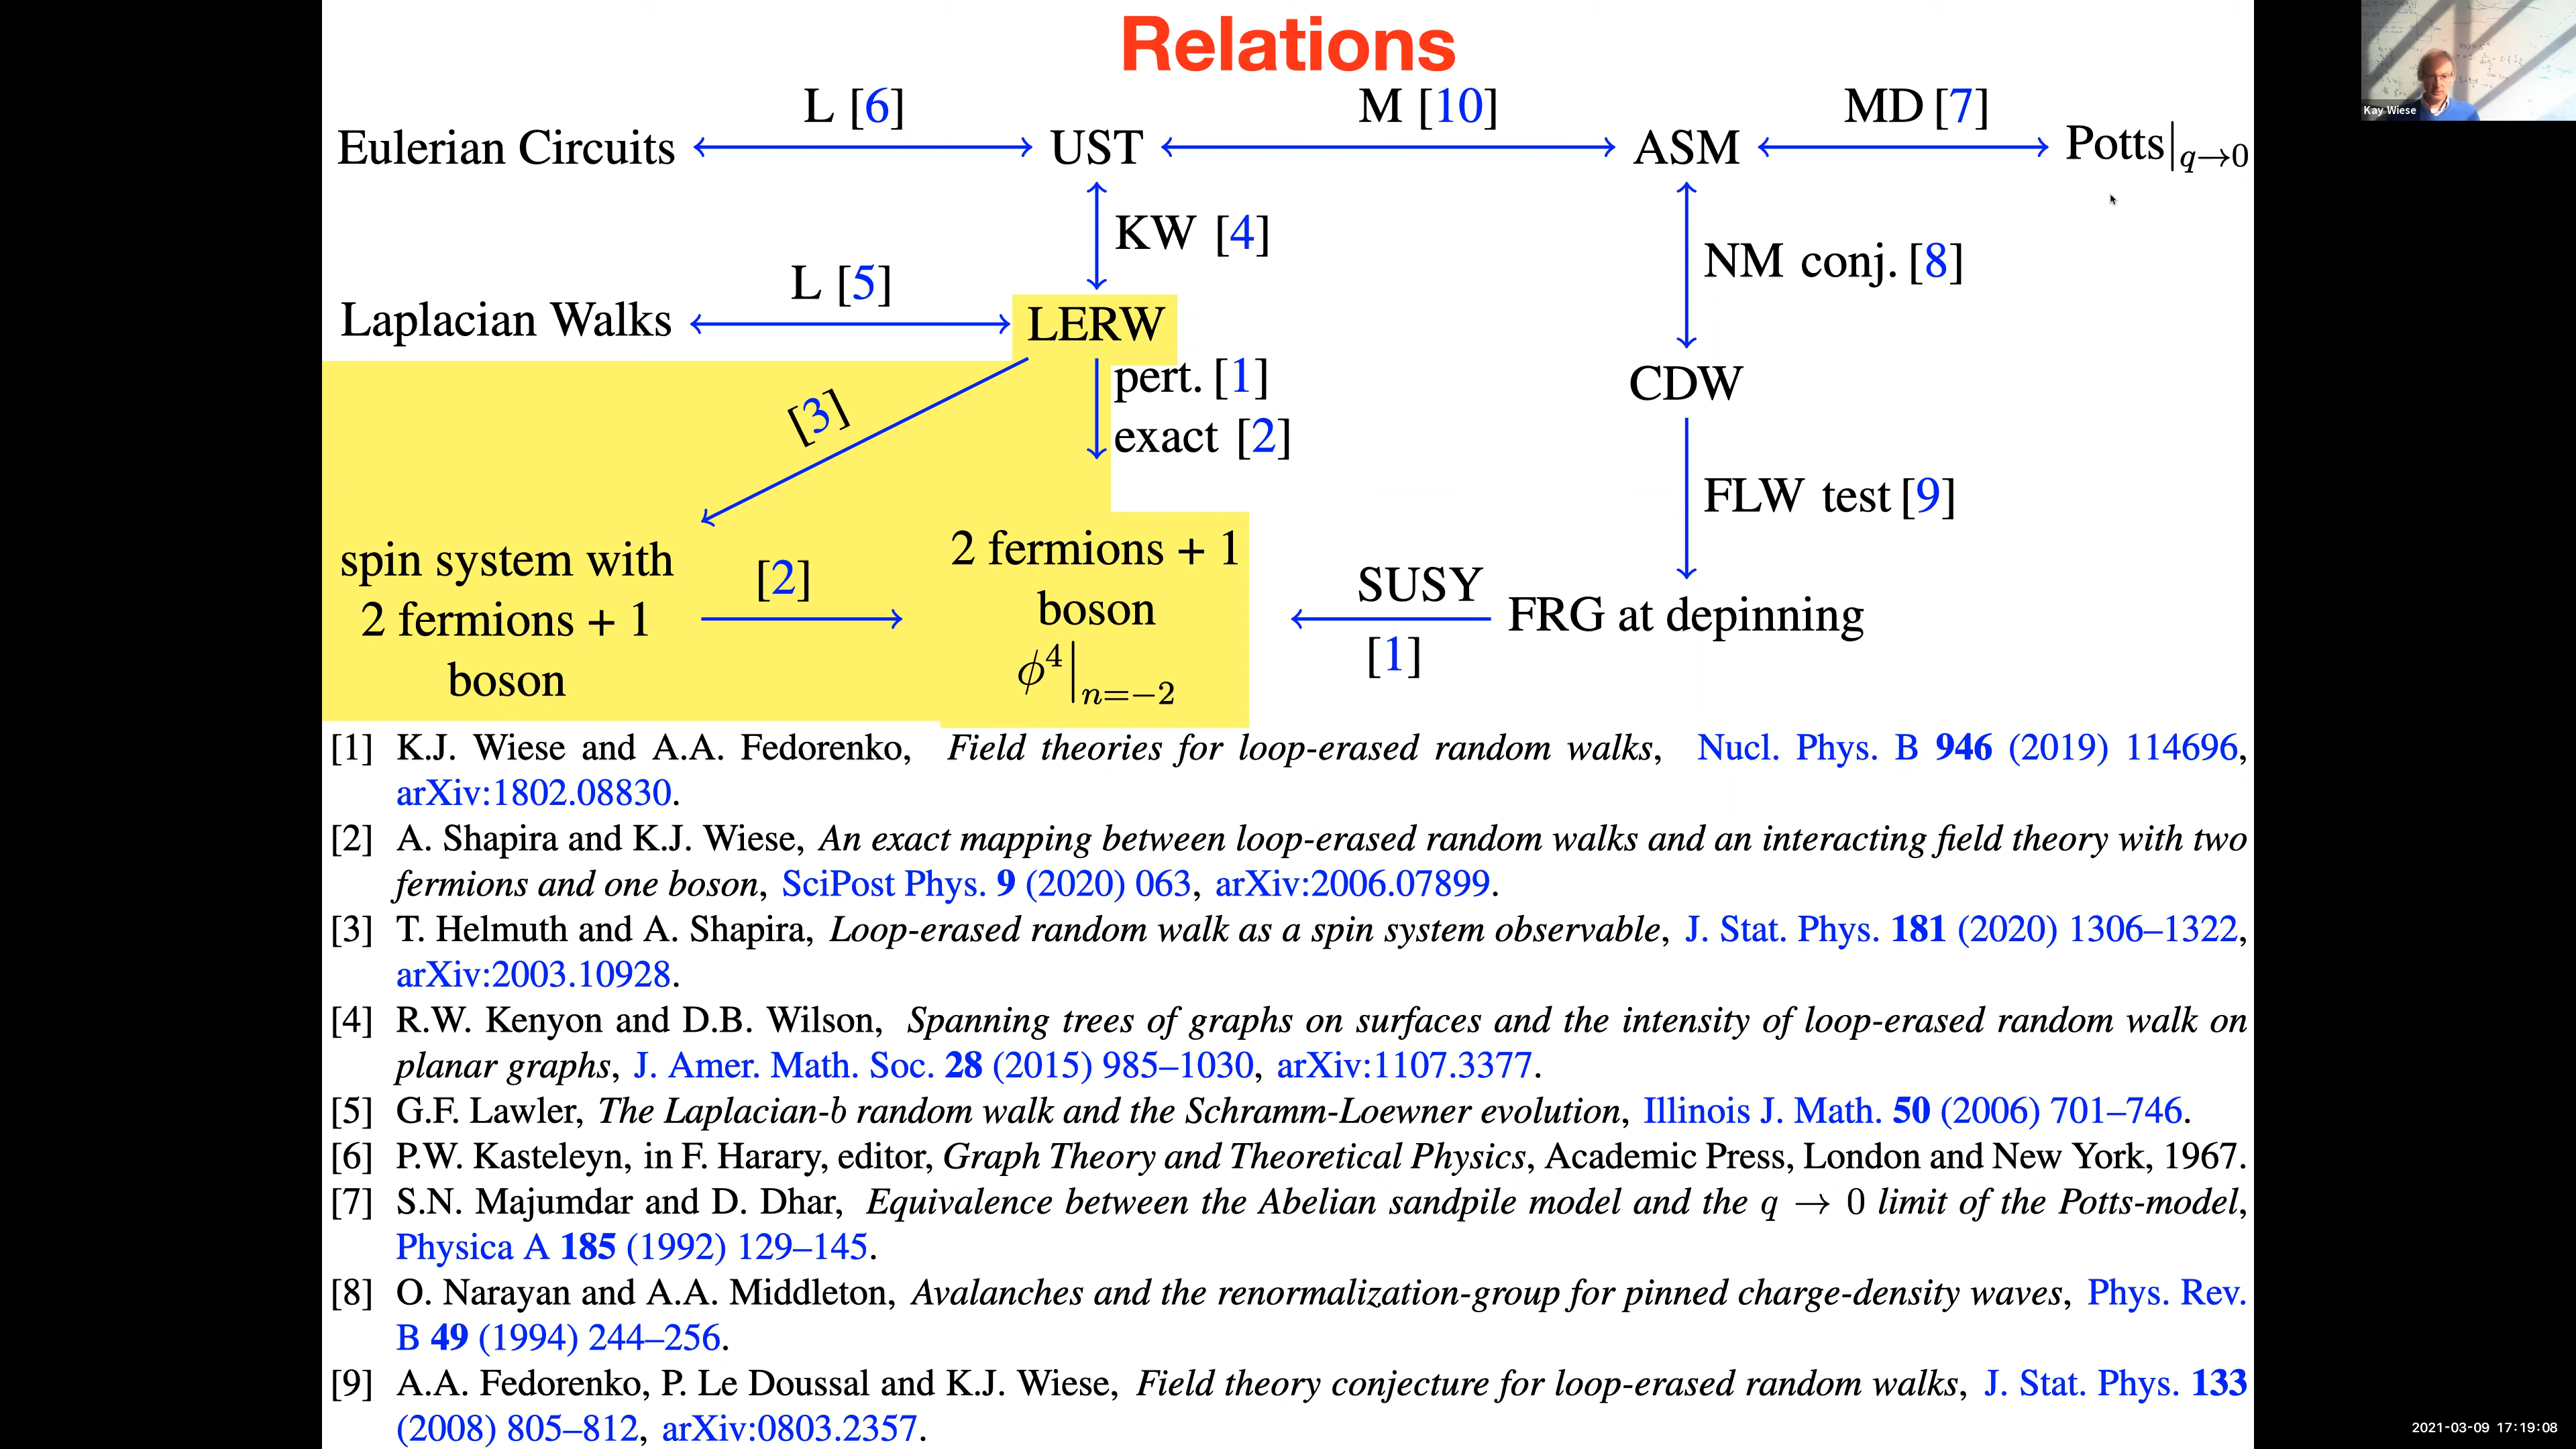 Relations
Kay Wiese
L [6]
M [10]
MD [7]
Eulerian Circuits
UST
ASM
Potts|q→0
KW [4]
NM conj. [8]
L [5]
Laplacian Walks
LERW
pert. [1]
exact [2]
[3]
CDW
FLW test [9]
spin system with
2 fermions + 1
boson
[2]
2 fermions + 1
boson
ϕ⁴|n=−2
SUSY
[1]
FRG at depinning
[1] K.J. Wiese and A.A. Fedorenko, Field theories for loop-erased random walks, Nucl. Phys. B 946 (2019) 114696,
arXiv:1802.08830.
[2] A. Shapira and K.J. Wiese, An exact mapping between loop-erased random walks and an interacting field theory with two
fermions and one boson, SciPost Phys. 9 (2020) 063, arXiv:2006.07899.
[3] T. Helmuth and A. Shapira, Loop-erased random walk as a spin system observable, J. Stat. Phys. 181 (2020) 1306–1322,
arXiv:2003.10928.
[4] R.W. Kenyon and D.B. Wilson, Spanning trees of graphs on surfaces and the intensity of loop-erased random walk on
planar graphs, J. Amer. Math. Soc. 28 (2015) 985–1030, arXiv:1107.3377.
[5] G.F. Lawler, The Laplacian-b random walk and the Schramm-Loewner evolution, Illinois J. Math. 50 (2006) 701–746.
[6] P.W. Kasteleyn, in F. Harary, editor, Graph Theory and Theoretical Physics, Academic Press, London and New York, 1967.
[7] S.N. Majumdar and D. Dhar, Equivalence between the Abelian sandpile model and the q → 0 limit of the Potts-model,
Physica A 185 (1992) 129–145.
[8] O. Narayan and A.A. Middleton, Avalanches and the renormalization-group for pinned charge-density waves, Phys. Rev.
B 49 (1994) 244–256.
[9] A.A. Fedorenko, P. Le Doussal and K.J. Wiese, Field theory conjecture for loop-erased random walks, J. Stat. Phys. 133
(2008) 805–812, arXiv:0803.2357.
2021-03-09 17:19:08